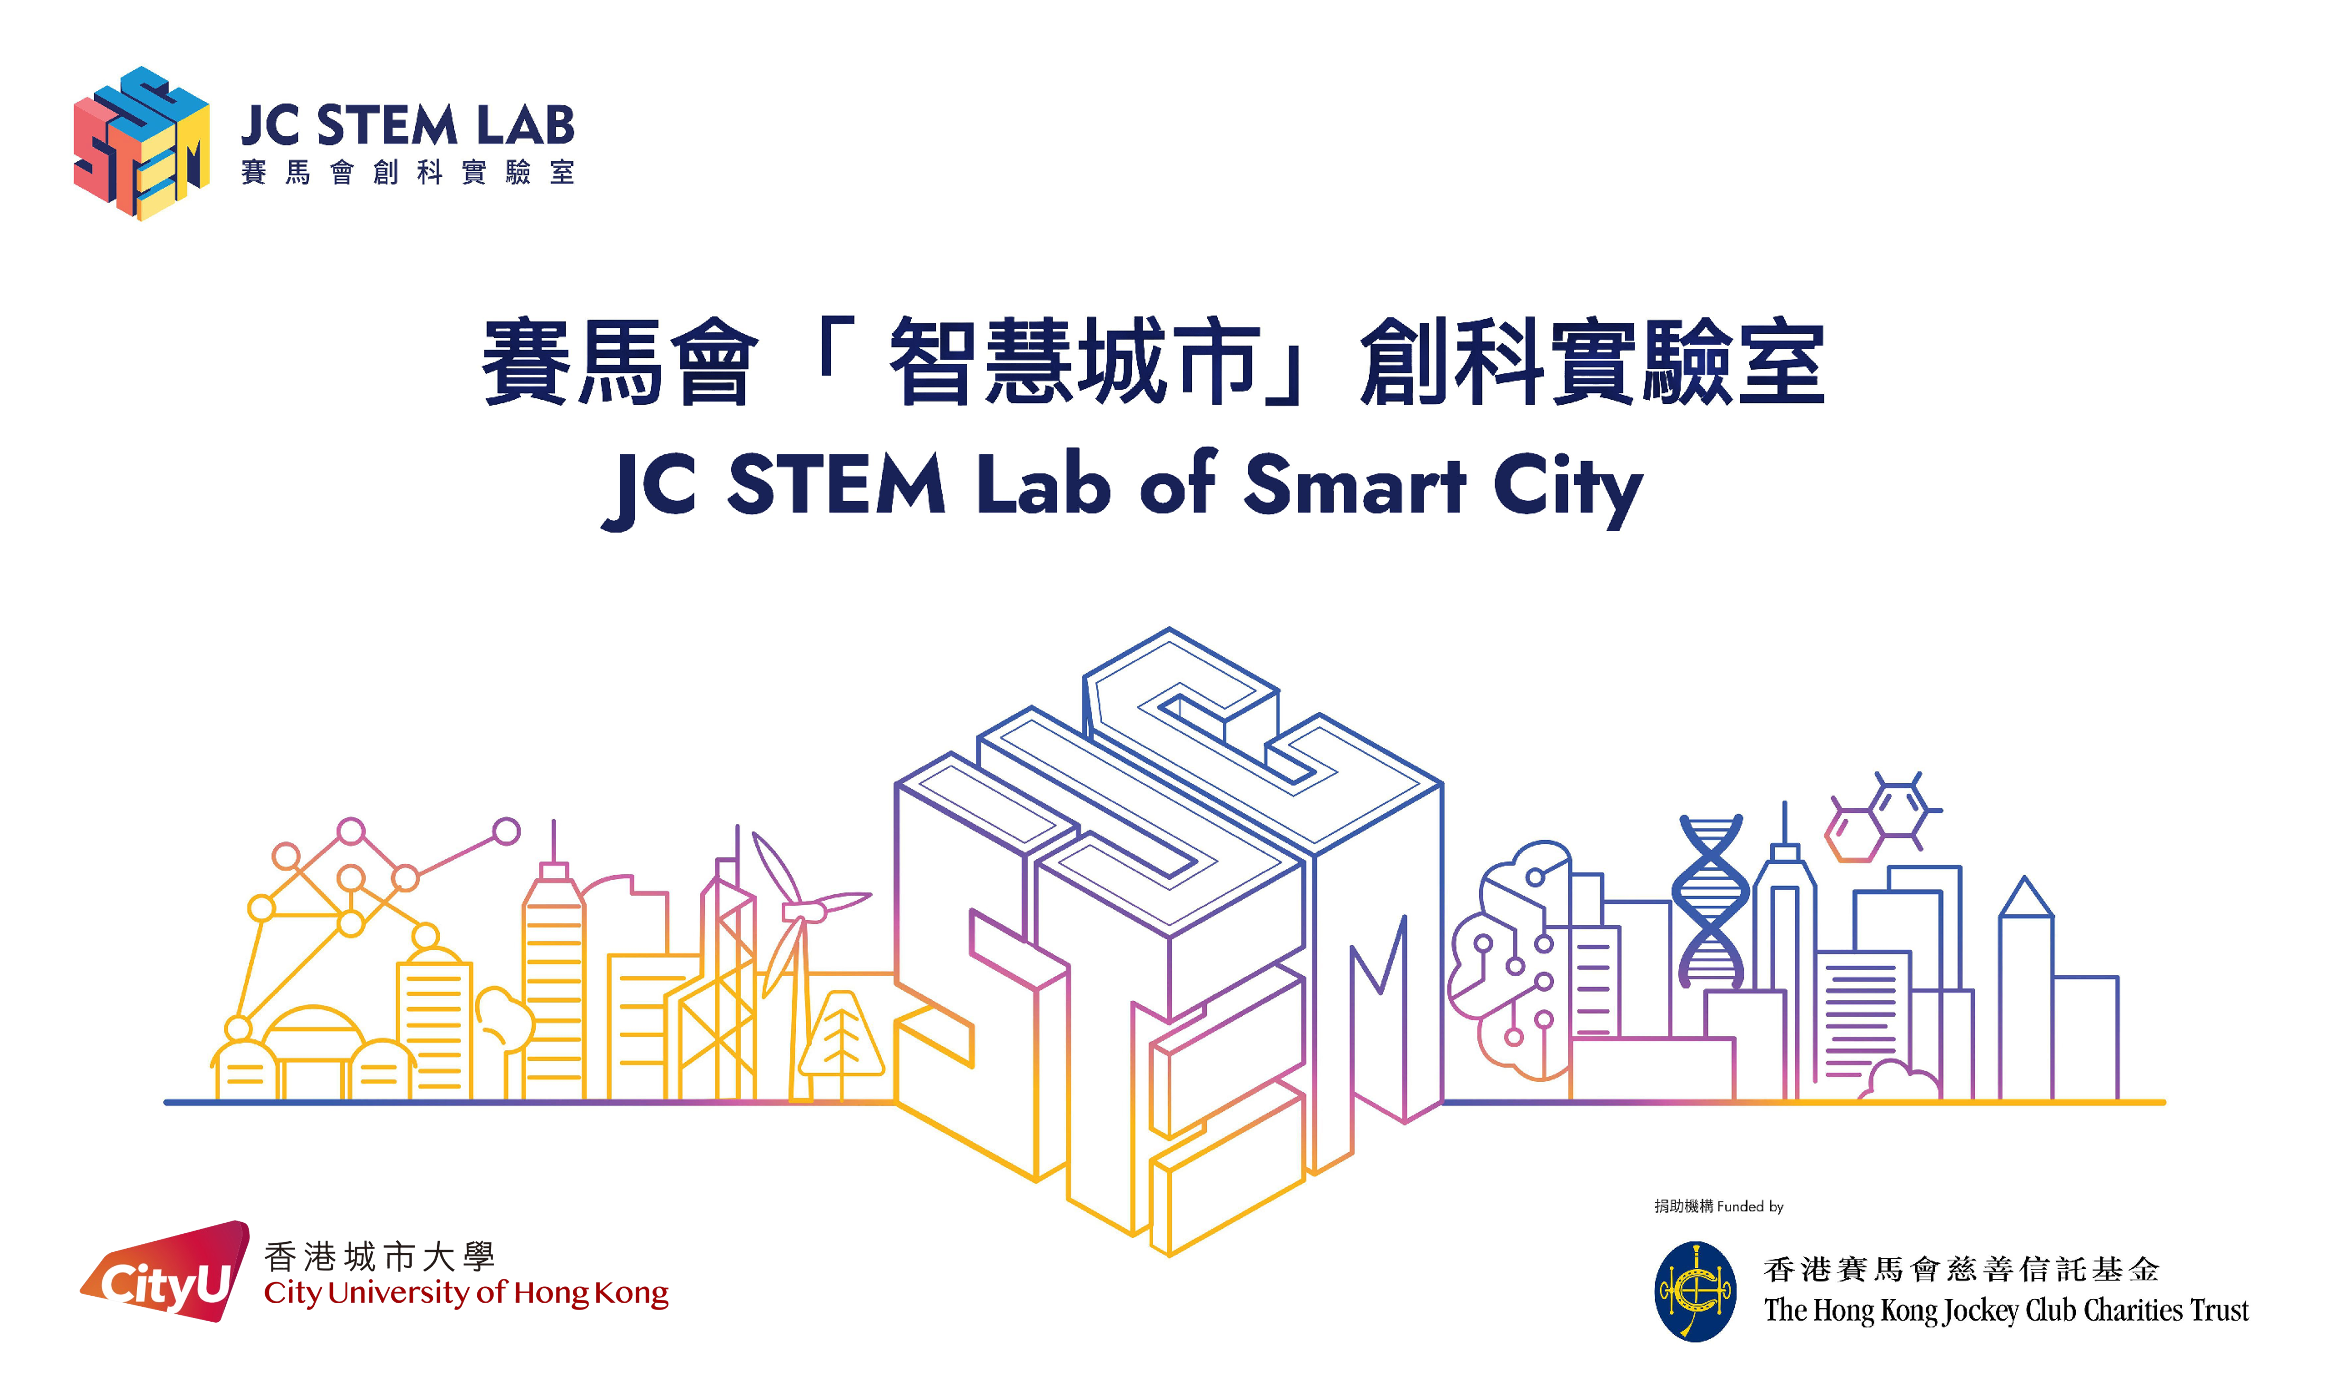 JC STEM LAB
賽馬會創科實驗室
賽馬會「智慧城市」創科實驗室
JC STEM Lab of Smart City
捐助機構 Funded by
CityU
香港城市大學
City University of Hong Kong
香港賽馬會慈善信託基金
The Hong Kong Jockey Club Charities Trust